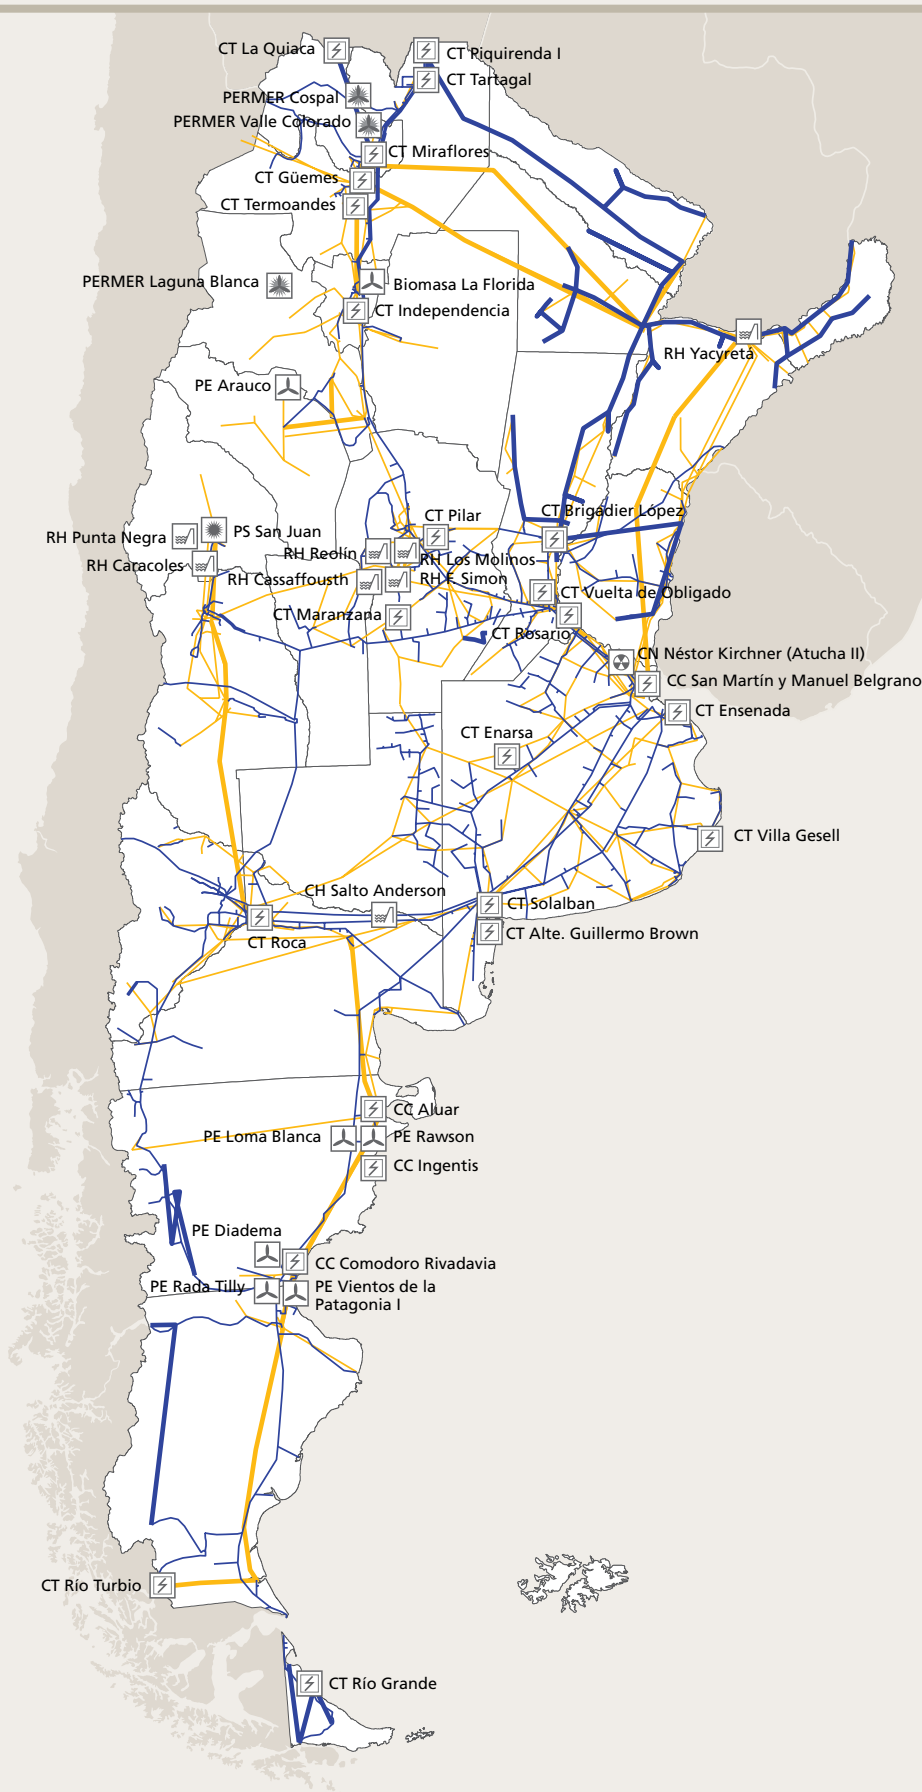 CT La Quiaca
CT Piquirenda I
CT Tartagal
PERMER Cospal
PERMER Valle Colorado
CT Miraflores
CT Güemes
CT Termoandes
PERMER Laguna Blanca
Biomasa La Florida
CT Independencia
RH Yacyretá
PE Arauco
CT Pilar
CT Brigadier López
RH Punta Negra
PS San Juan
RH Reolín
RH Los Molinos
RH Caracoles
RH Cassaffousth
RH F. Simon
CT Vuelta de Obligado
CT Maranzana
CT Rosario
CN Néstor Kirchner (Atucha II)
CC San Martín y Manuel Belgrano
CT Ensenada
CT Enarsa
CT Villa Gesell
CH Salto Anderson
CT Solalban
CT Roca
CT Alte. Guillermo Brown
CC Aluar
PE Loma Blanca
PE Rawson
CC Ingentis
PE Diadema
CC Comodoro Rivadavia
PE Rada Tilly
PE Vientos de la
Patagonia I
CT Río Turbio
CT Río Grande